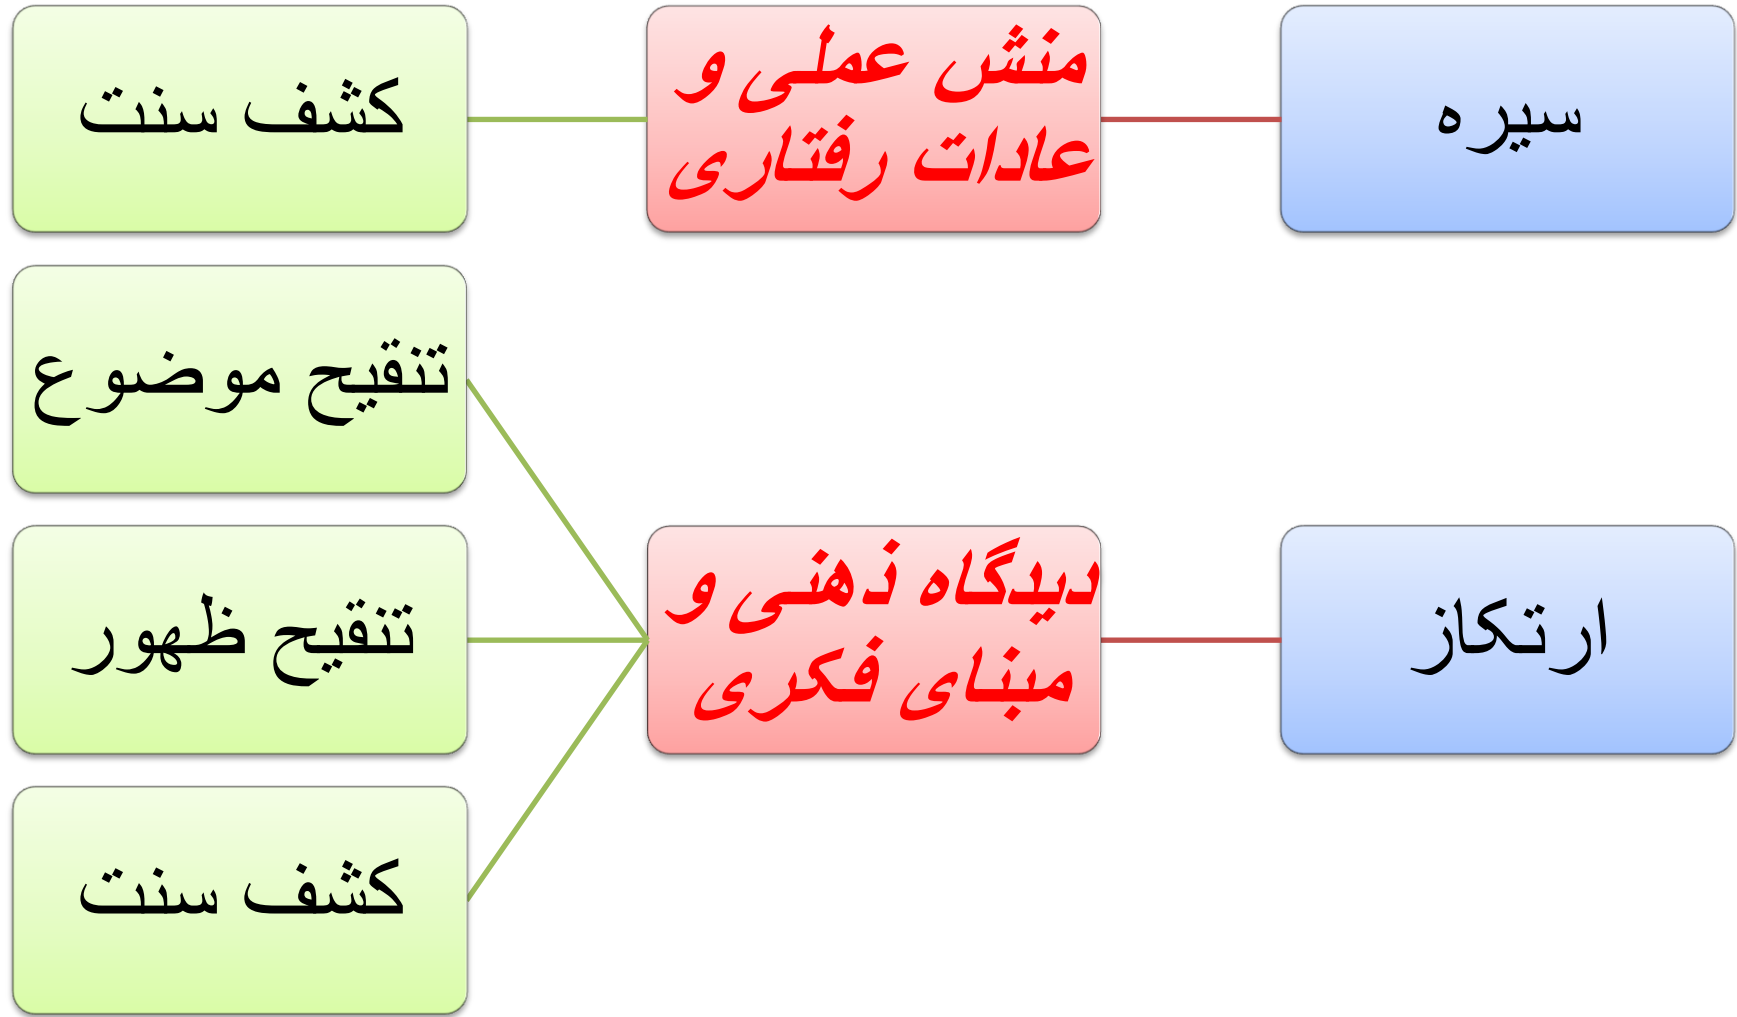 سیره
منش عملی و
عادات رفتاری
کشف سنت
ارتکاز
دیدگاه ذهنی و
مبنای فکری
تنقیح موضوع
تنقیح ظهور
کشف سنت